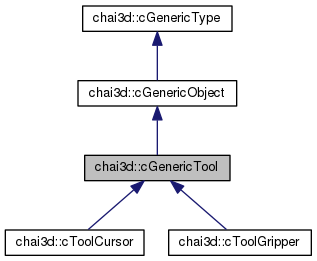 chai3d::cGenericType
chai3d::cGenericObject
chai3d::cGenericTool
chai3d::cToolCursor
chai3d::cToolGripper